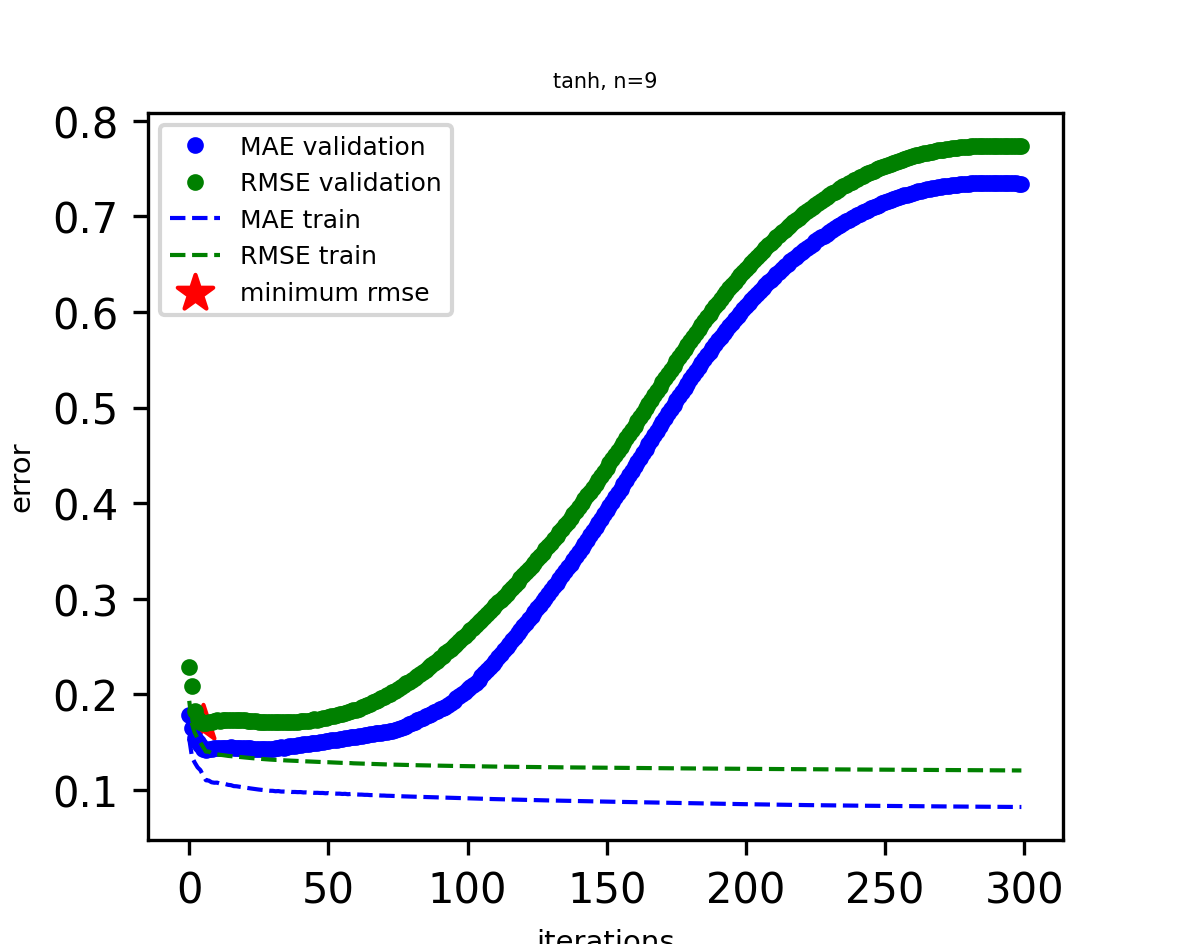 tanh, n=9
0.8
0.7
0.6
0.5
0.4
0.3
0.2
0.1
error
MAE validation
RMSE validation
MAE train
RMSE train
minimum rmse
0 50 100 150 200 250 300
iterations